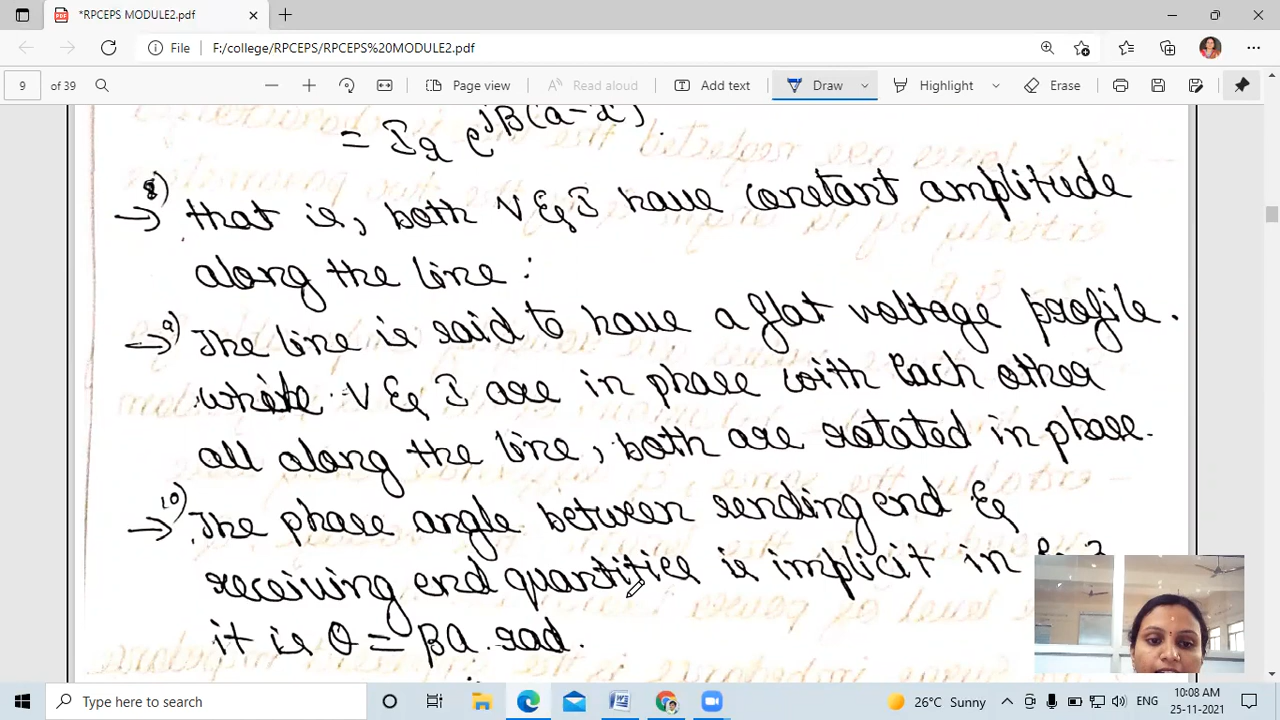 *RPCEPS MODULE2.pdf
File F:/college/RPCEPS/RPCEPS%20MODULE2.pdf
9 of 39 Page view Read aloud Add text Draw Highlight Erase
= Ir e^jβ(a-x).
8)
→ that is, both V & I have constant amplitude
along the line :
→ 9) The line is said to have a flat voltage profile.
while V & I are in phase with each other
all along the line, both are rotated in phase.
→ 10) The phase angle between sending end &
receiving end quantities is implicit in
it is θ = βa rad.
Type here to search 26°C Sunny ENG 10:08 AM
25-11-2021